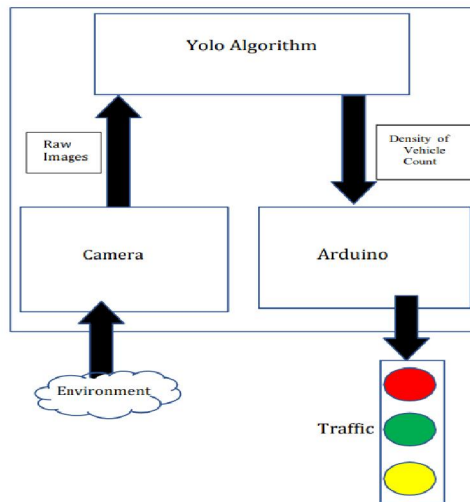 Yolo Algorithm
Raw
Images
Density of
Vehicle
Count
Camera
Arduino
Environment
Traffic